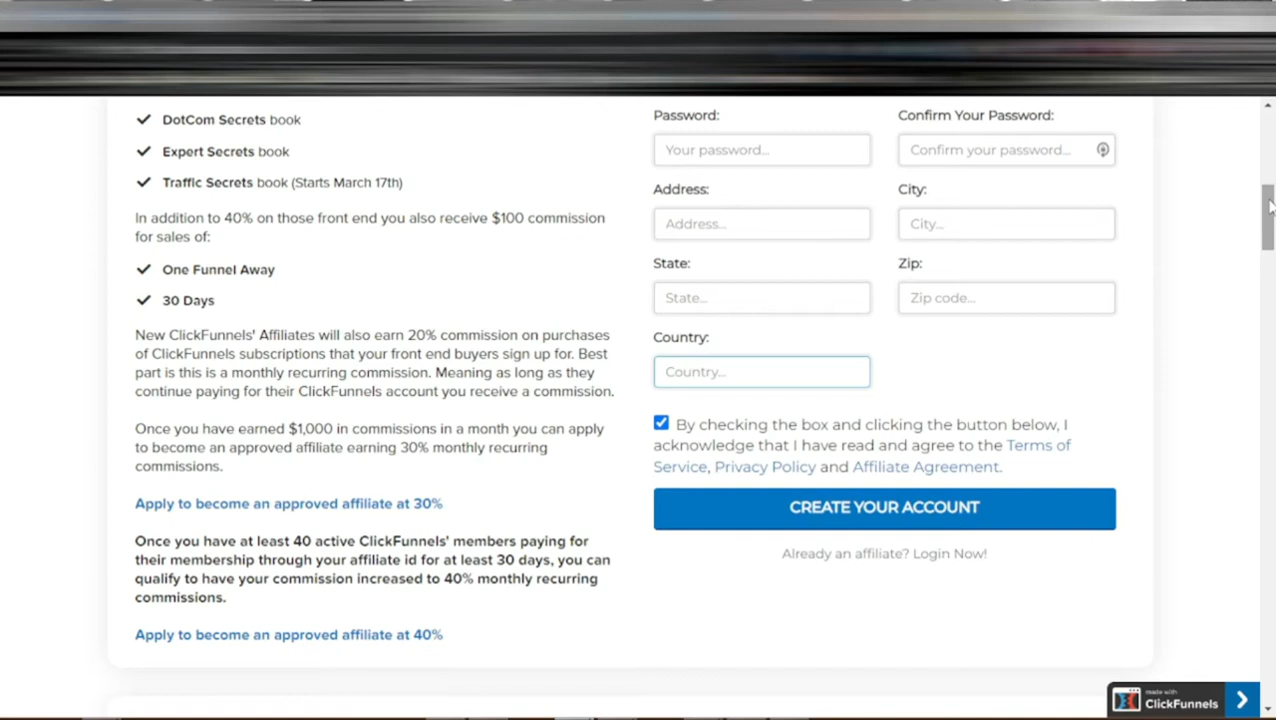 DotCom Secrets book
Expert Secrets book
Traffic Secrets book (Starts March 17th)
In addition to 40% on those front end you also receive $100 commission
for sales of:
One Funnel Away
30 Days
New ClickFunnels' Affiliates will also earn 20% commission on purchases
of ClickFunnels subscriptions that your front end buyers sign up for. Best
part is this is a monthly recurring commission. Meaning as long as they
continue paying for their ClickFunnels account you receive a commission.
Once you have earned $1,000 in commissions in a month you can apply
to become an approved affiliate earning 30% monthly recurring
commissions.
Apply to become an approved affiliate at 30%
Once you have at least 40 active ClickFunnels' members paying for
their membership through your affiliate id for at least 30 days, you can
qualify to have your commission increased to 40% monthly recurring
commissions.
Apply to become an approved affiliate at 40%
Password: Confirm Your Password:
Your password... Confirm your password...
Address: City:
Address... City...
State: Zip:
State... Zip code...
Country:
Country...
By checking the box and clicking the button below, I
acknowledge that I have read and agree to the Terms of
Service, Privacy Policy and Affiliate Agreement.
CREATE YOUR ACCOUNT
Already an affiliate? Login Now!
made with
ClickFunnels